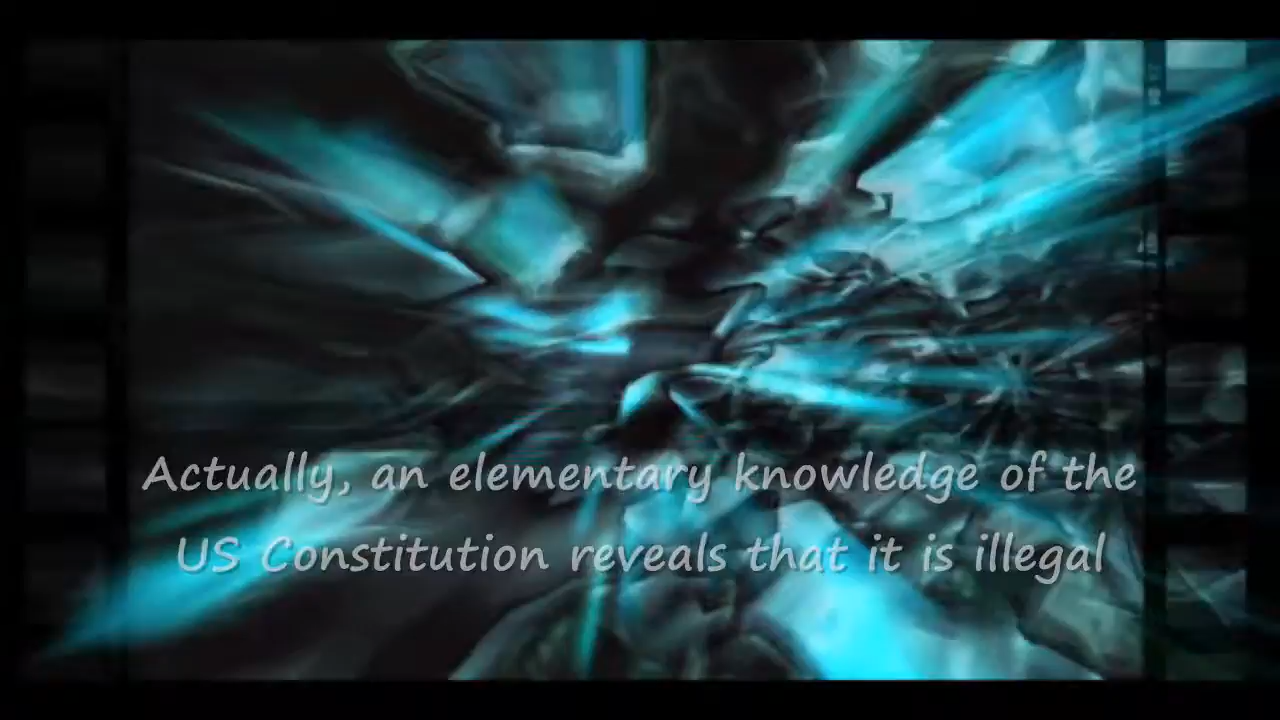 Actually, an elementary knowledge of the
US Constitution reveals that it is illegal